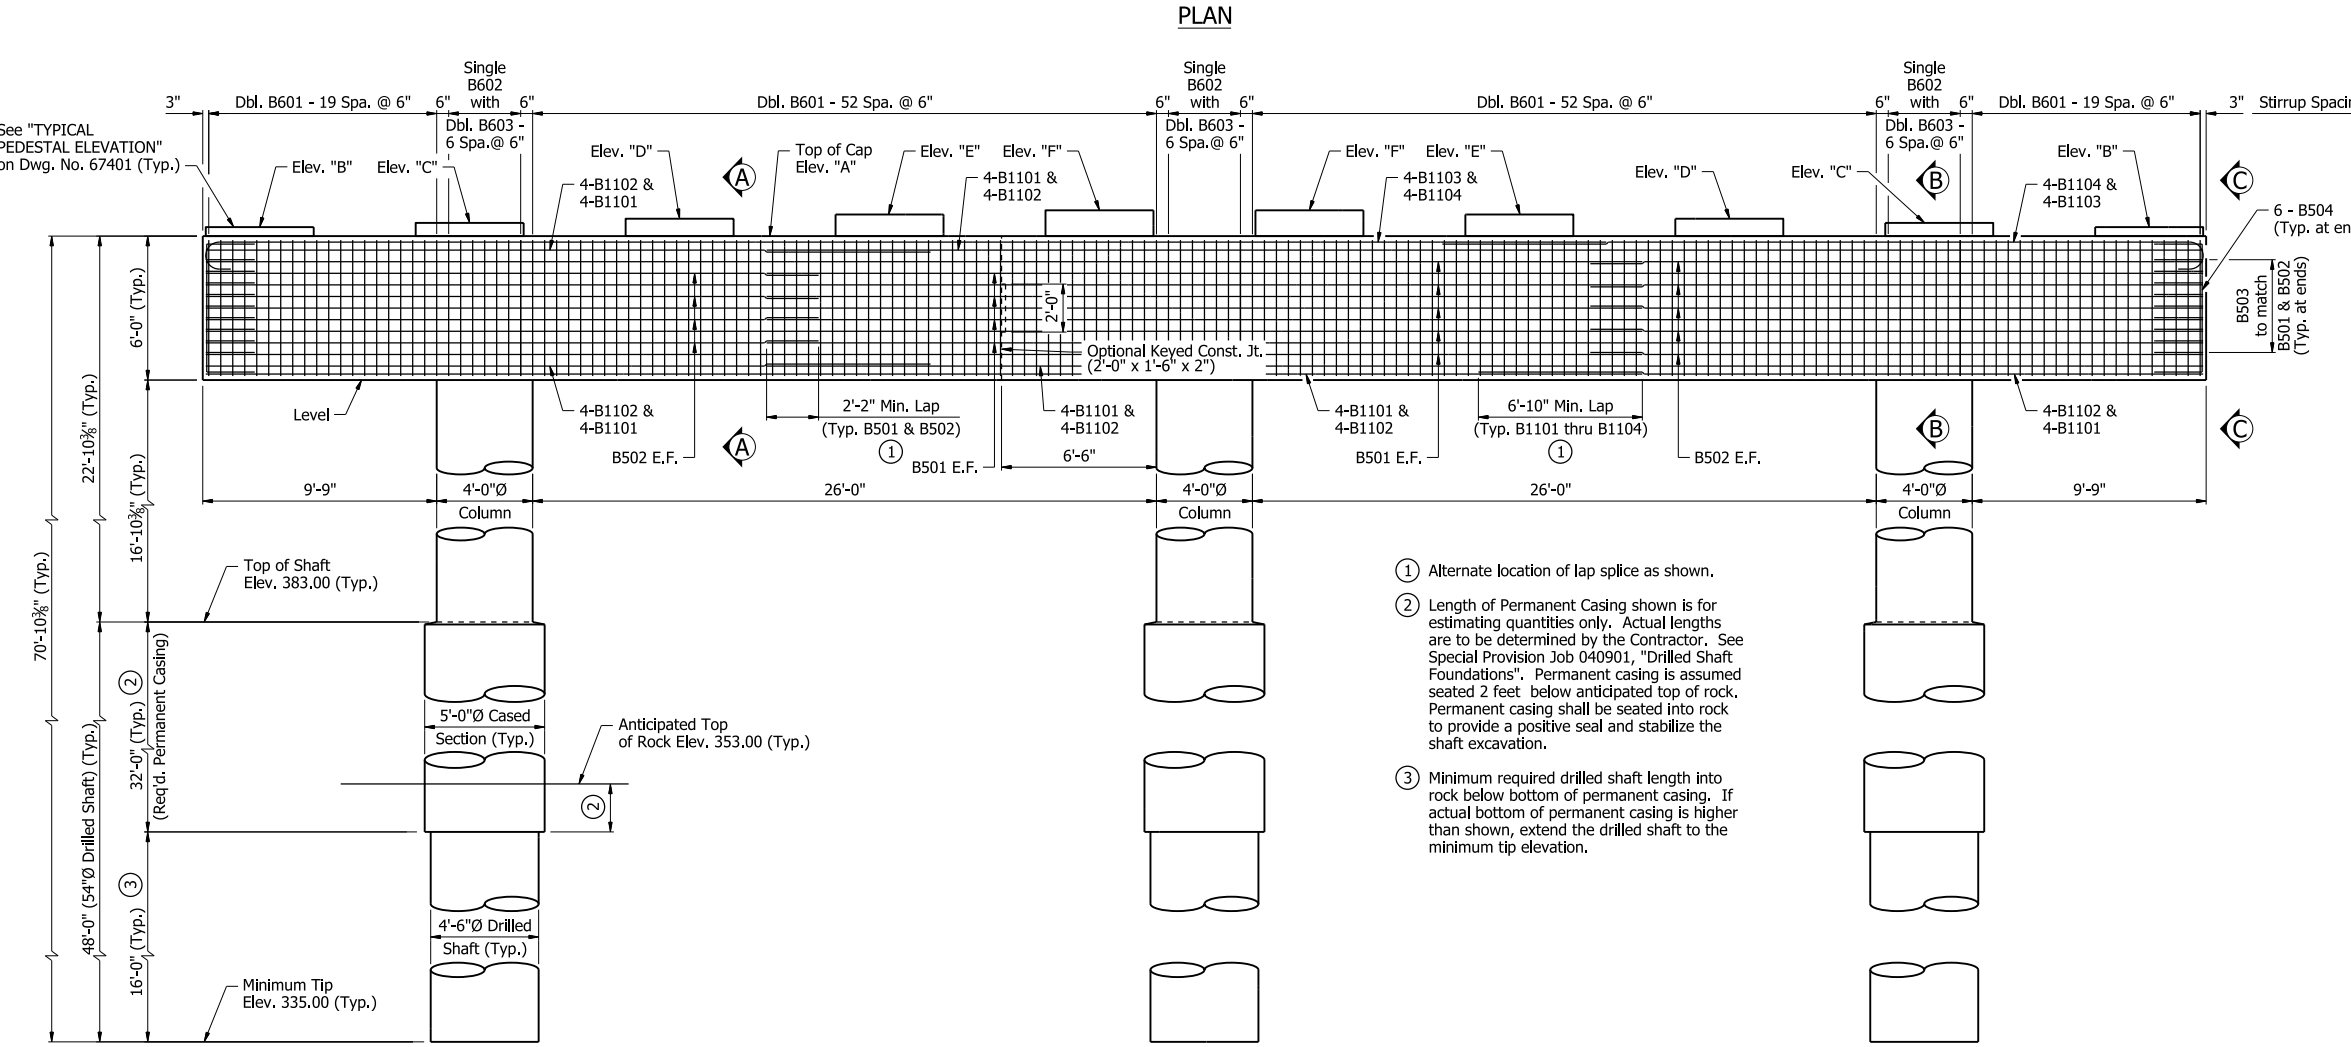 PLAN
3"
Dbl. B601 - 19 Spa. @ 6"
6"
Single
B602
with
Dbl. B603 -
6 Spa.@ 6"
6"
Dbl. B601 - 52 Spa. @ 6"
6"
Single
B602
with
Dbl. B603 -
6 Spa.@ 6"
6"
Dbl. B601 - 52 Spa. @ 6"
6"
Single
B602
with
Dbl. B603 -
6 Spa.@ 6"
6"
Dbl. B601 - 19 Spa. @ 6"
3"
Stirrup Spacin
See "TYPICAL
PEDESTAL ELEVATION"
on Dwg. No. 67401 (Typ.)
Elev. "B"
Elev. "C"
Elev. "D"
A
Top of Cap
Elev. "A"
Elev. "E"
Elev. "F"
Elev. "F"
Elev. "E"
Elev. "D"
Elev. "C"
B
Elev. "B"
C
4-B1102 &
4-B1101
4-B1101 &
4-B1102
4-B1103 &
4-B1104
4-B1104 &
4-B1103
6 - B504
(Typ. at en
B503
to match
B501 & B502
(Typ. at ends)
6'-0" (Typ.)
2'-0"
Optional Keyed Const. Jt.
(2'-0" x 1'-6" x 2")
Level
4-B1102 &
4-B1101
B502 E.F.
A
2'-2" Min. Lap
(Typ. B501 & B502)
1
B501 E.F.
4-B1101 &
4-B1102
6'-6"
4-B1101 &
4-B1102
B501 E.F.
6'-10" Min. Lap
(Typ. B1101 thru B1104)
1
B502 E.F.
B
4-B1102 &
4-B1101
C
22'-10⅜" (Typ.)
16'-10⅜" (Typ.)
9'-9"
4'-0"Ø
Column
26'-0"
4'-0"Ø
Column
26'-0"
4'-0"Ø
Column
9'-9"
70'-10⅜" (Typ.)
Top of Shaft
Elev. 383.00 (Typ.)
48'-0" (54"Ø Drilled Shaft) (Typ.)
32'-0" (Typ.) 2
(Req'd. Permanent Casing)
5'-0"Ø Cased
Section (Typ.)
Anticipated Top
of Rock Elev. 353.00 (Typ.)
2
16'-0" (Typ.) 3
4'-6"Ø Drilled
Shaft (Typ.)
Minimum Tip
Elev. 335.00 (Typ.)
1 Alternate location of lap splice as shown.
2 Length of Permanent Casing shown is for
estimating quantities only. Actual lengths
are to be determined by the Contractor. See
Special Provision Job 040901, "Drilled Shaft
Foundations". Permanent casing is assumed
seated 2 feet below anticipated top of rock.
Permanent casing shall be seated into rock
to provide a positive seal and stabilize the
shaft excavation.
3 Minimum required drilled shaft length into
rock below bottom of permanent casing. If
actual bottom of permanent casing is higher
than shown, extend the drilled shaft to the
minimum tip elevation.